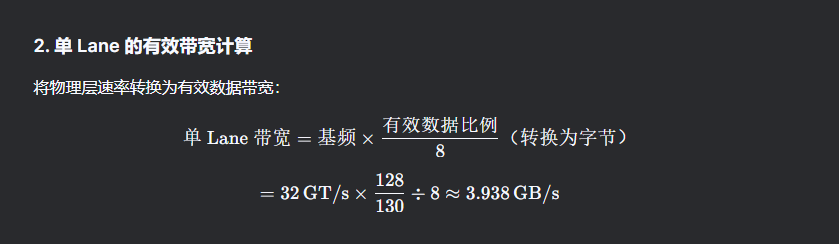 2. 单 Lane 的有效带宽计算
将物理层速率转换为有效数据带宽：
单 Lane 带宽 = 基频 × 有效数据比例 / 8（转换为字节）
= 32 GT/s × 128/130 ÷ 8 ≈ 3.938 GB/s